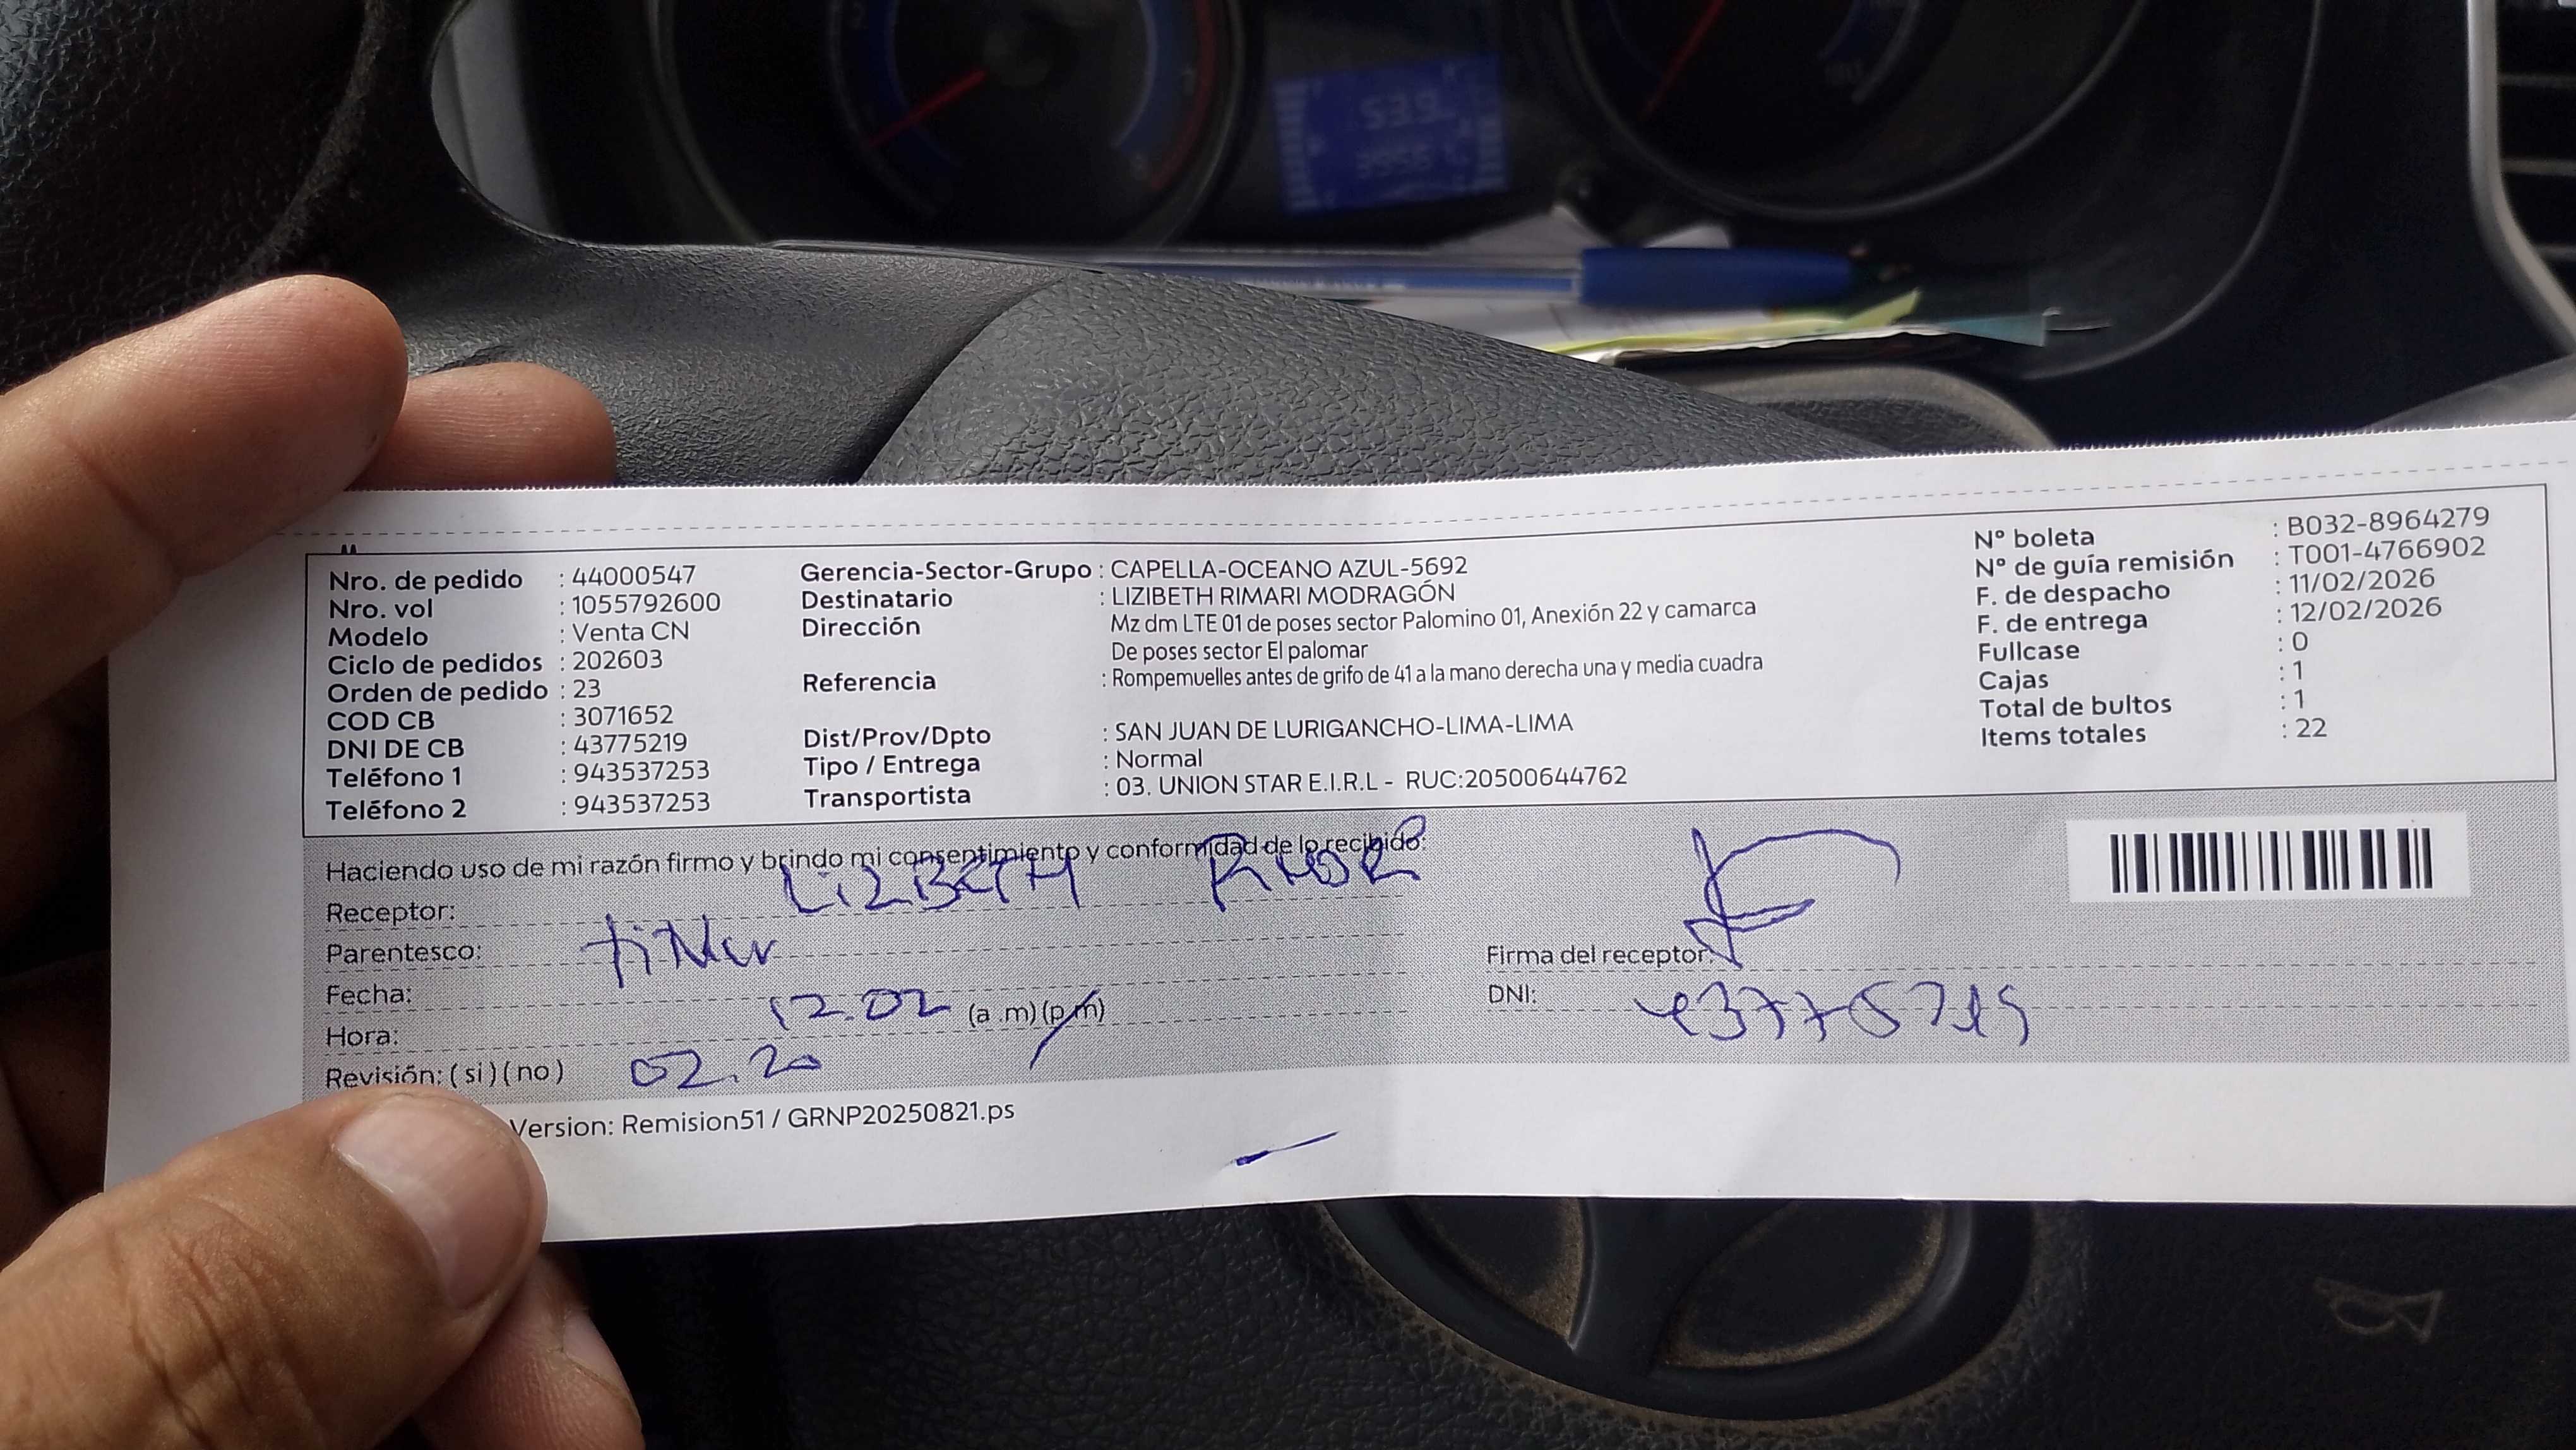 Nro. de pedido : 44000547
Nro. vol : 1055792600
Modelo : Venta CN
Ciclo de pedidos : 202603
Orden de pedido : 23
COD CB : 3071652
DNI DE CB : 43775219
Teléfono 1 : 943537253
Teléfono 2 : 943537253
Gerencia-Sector-Grupo : CAPELLA-OCEANO AZUL-5692
Destinatario : LIZIBETH RIMARI MODRAGÓN
Dirección Mz dm LTE 01 de poses sector Palomino 01, Anexión 22 y camarca
De poses sector El palomar
Referencia : Rompemuelles antes de grifo de 41 a la mano derecha una y media cuadra
Dist/Prov/Dpto : SAN JUAN DE LURIGANCHO-LIMA-LIMA
Tipo / Entrega : Normal
Transportista : 03. UNION STAR E.I.R.L - RUC:20500644762
N° boleta : B032-8964279
N° de guía remisión : T001-4766902
F. de despacho : 11/02/2026
F. de entrega : 12/02/2026
Fullcase : 0
Cajas : 1
Total de bultos : 1
Items totales : 22
Haciendo uso de mi razón firmo y brindo mi consentimiento y conformidad de lo recibido:
Receptor: LIZBETH
Parentesco:
Fecha: 12.02 (a .m) (p.m)
Hora: 02.20
Revisión: ( si ) ( no )
Firma del receptor:
DNI:
Version: Remision51 / GRNP20250821.ps